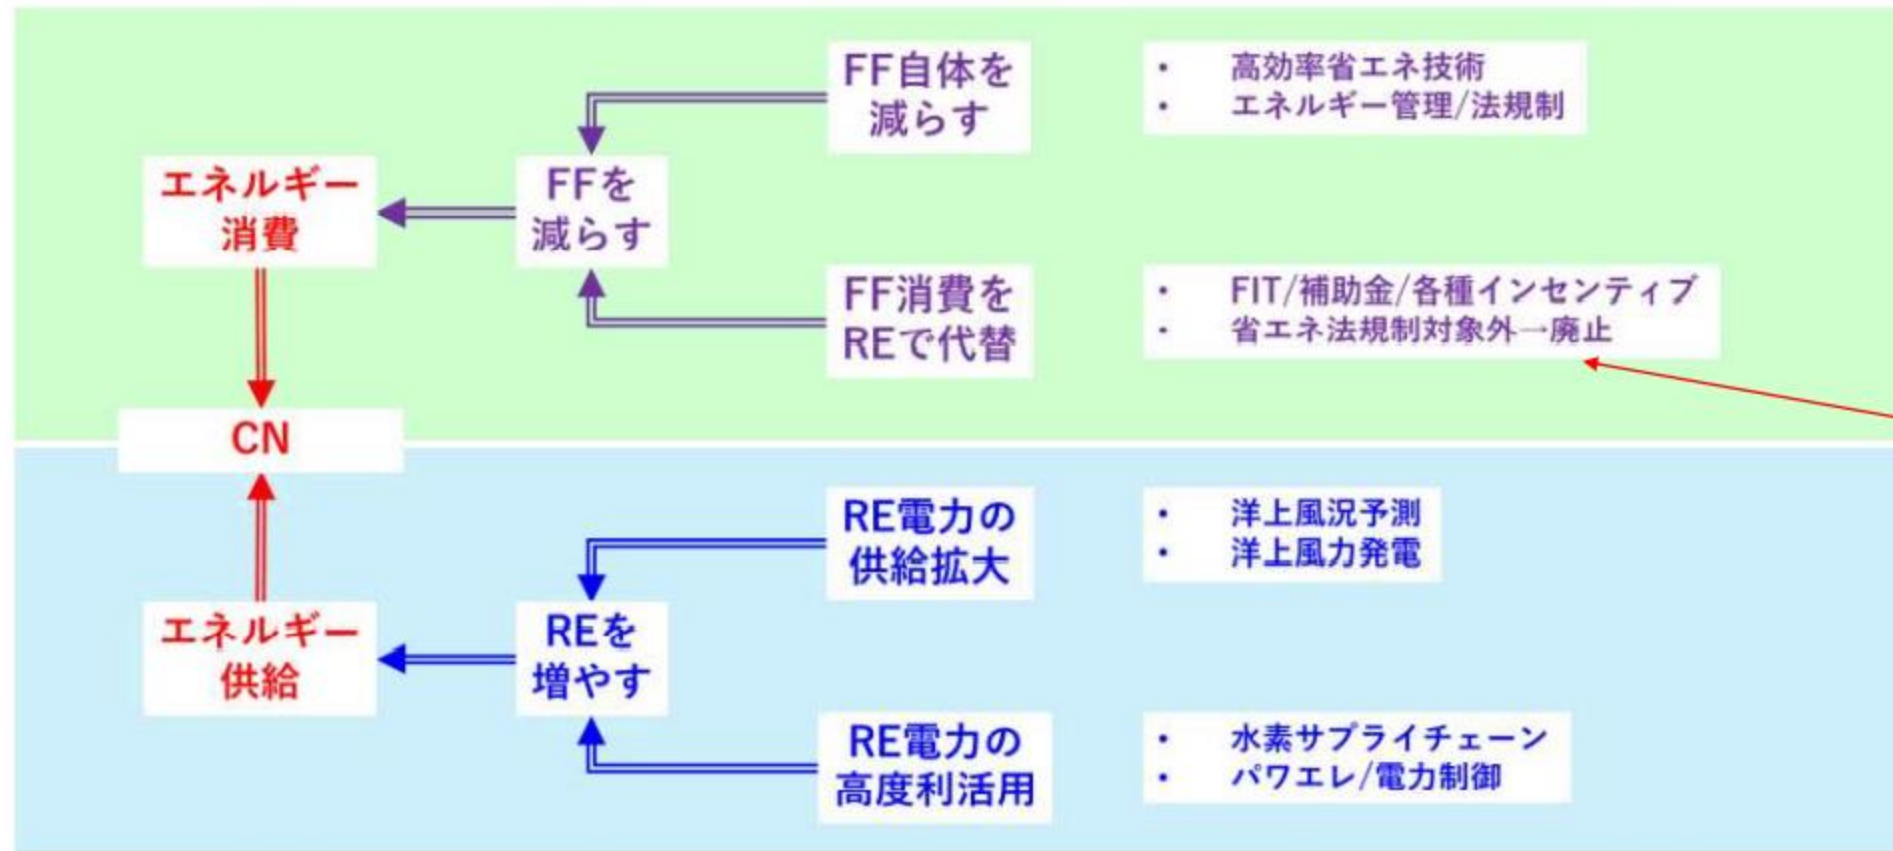 FF自体を
減らす
• 高効率省エネ技術
• エネルギー管理/法規制
エネルギー
消費
FFを
減らす
FF消費を
REで代替
• FIT/補助金/各種インセンティブ
• 省エネ法規制対象外→廃止
CN
RE電力の
供給拡大
• 洋上風況予測
• 洋上風力発電
エネルギー
供給
REを
増やす
RE電力の
高度利活用
• 水素サプライチェーン
• パワエレ/電力制御